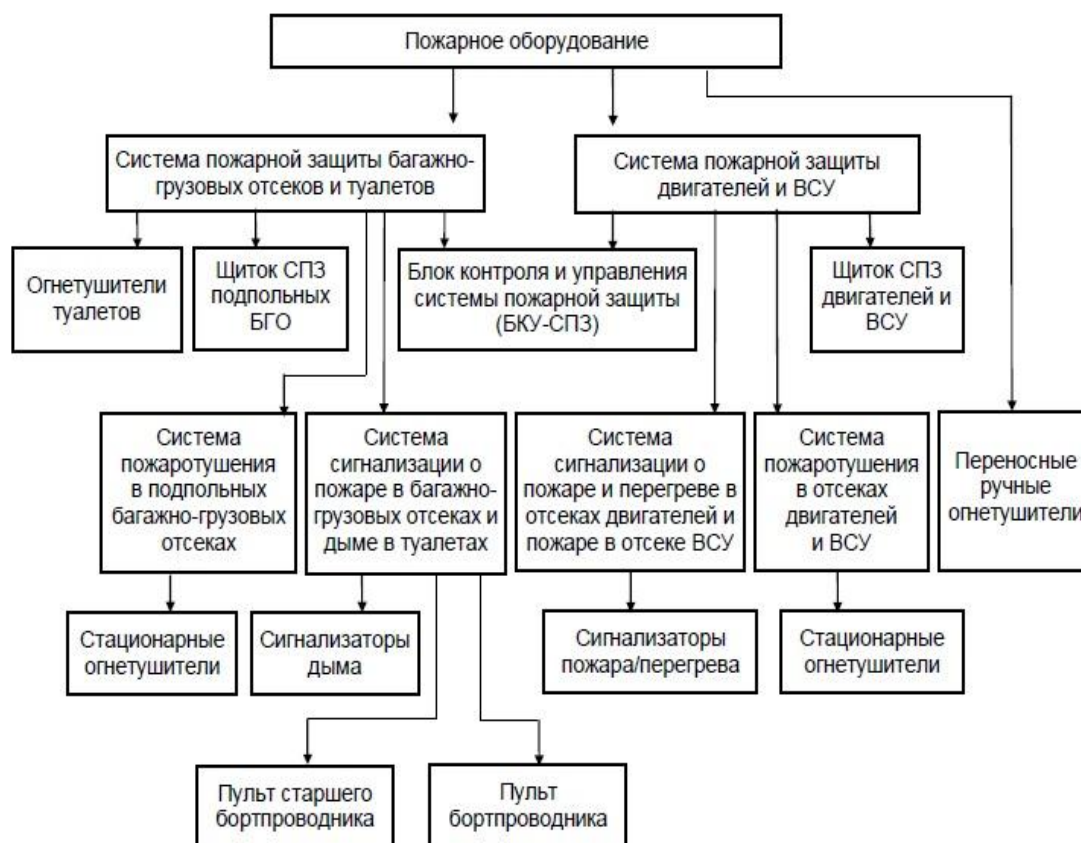 Пожарное оборудование
Система пожарной защиты багажно-
грузовых отсеков и туалетов
Система пожарной защиты
двигателей и ВСУ
Огнетушители
туалетов
Щиток СПЗ
подпольных
БГО
Блок контроля и управления
системы пожарной защиты
(БКУ-СПЗ)
Щиток СПЗ
двигателей и
ВСУ
Система
пожаротушения
в подпольных
багажно-грузовых
отсеках
Система
сигнализации о
пожаре в багажно-
грузовых отсеках и
дыме в туалетах
Система
сигнализации о
пожаре и перегреве в
отсеках двигателей и
пожаре в отсеке ВСУ
Система
пожаротушения
в отсеках
двигателей
и ВСУ
Переносные
ручные
огнетушители
Стационарные
огнетушители
Сигнализаторы
дыма
Сигнализаторы
пожара/перегрева
Стационарные
огнетушители
Пульт старшего
бортпроводника
Пульт
бортпроводника